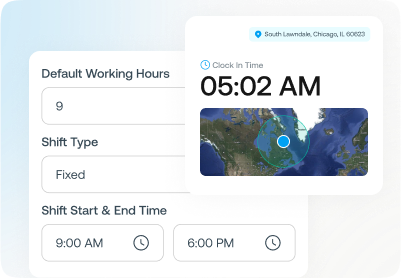 South Lawndale, Chicago, IL 60623
Clock In Time
05:02 AM
Default Working Hours
9
Shift Type
Fixed
Shift Start & End Time
9:00 AM
6:00 PM